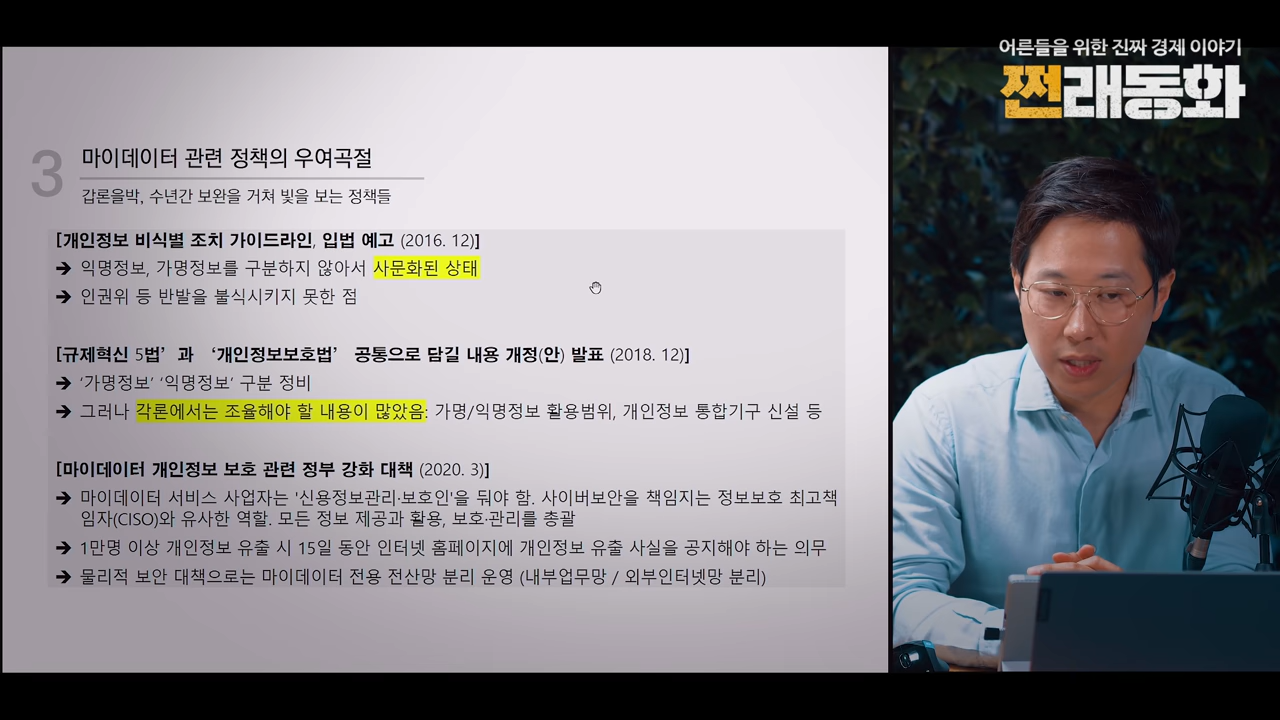 어른들을 위한 진짜 경제 이야기
쩐래동화
3
마이데이터 관련 정책의 우여곡절
갑론을박, 수년간 보완을 거쳐 빛을 보는 정책들
[개인정보 비식별 조치 가이드라인, 입법 예고 (2016. 12)]
➔ 익명정보, 가명정보를 구분하지 않아서 사문화된 상태
➔ 인권위 등 반발을 불식시키지 못한 점
[규제혁신 5법’ 과 ‘개인정보보호법’ 공통으로 담길 내용 개정(안) 발표 (2018. 12)]
➔ ‘가명정보’ ‘익명정보’ 구분 정비
➔ 그러나 각론에서는 조율해야 할 내용이 많았음: 가명/익명정보 활용범위, 개인정보 통합기구 신설 등
[마이데이터 개인정보 보호 관련 정부 강화 대책 (2020. 3)]
➔ 마이데이터 서비스 사업자는 '신용정보관리·보호인'을 둬야 함. 사이버보안을 책임지는 정보보호 최고책
임자(CISO)와 유사한 역할. 모든 정보 제공과 활용, 보호·관리를 총괄
➔ 1만명 이상 개인정보 유출 시 15일 동안 인터넷 홈페이지에 개인정보 유출 사실을 공지해야 하는 의무
➔ 물리적 보안 대책으로는 마이데이터 전용 전산망 분리 운영 (내부업무망 / 외부인터넷망 분리)